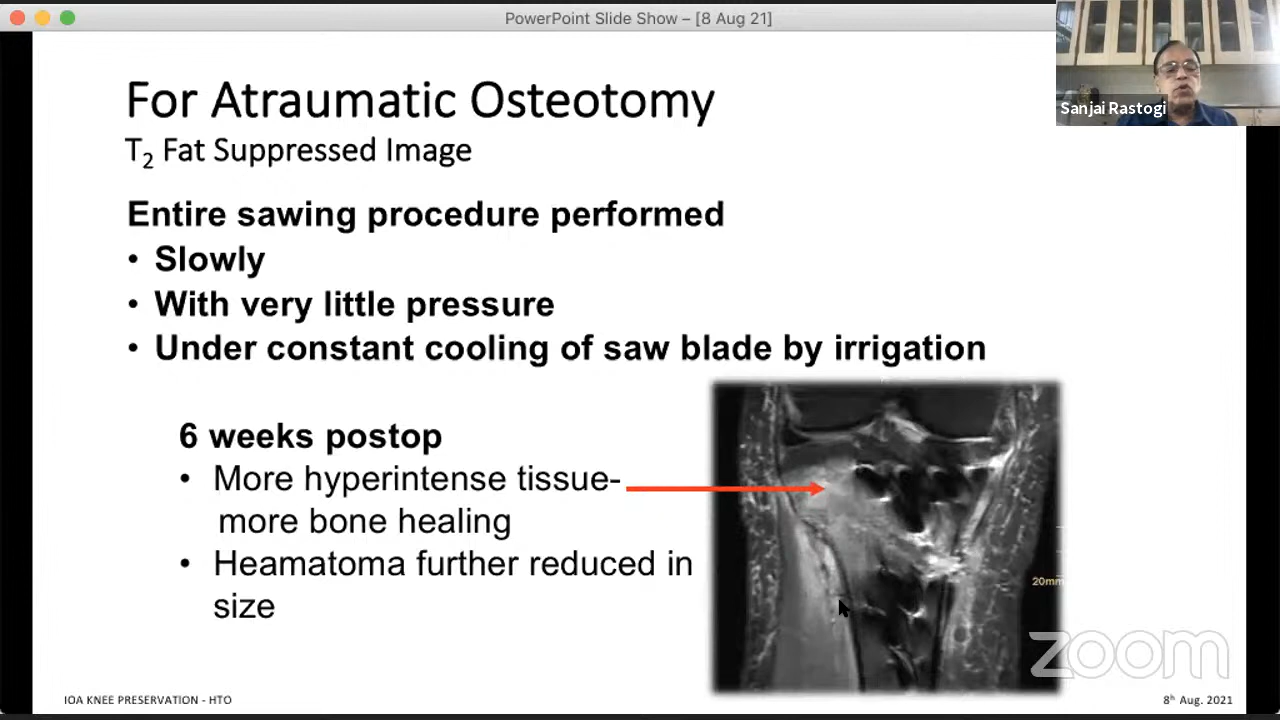 PowerPoint Slide Show – [8 Aug 21]
Sanjai Rastogi
For Atraumatic Osteotomy
T2 Fat Suppressed Image
Entire sawing procedure performed
• Slowly
• With very little pressure
• Under constant cooling of saw blade by irrigation
6 weeks postop
• More hyperintense tissue-
more bone healing
• Heamatoma further reduced in
size
20mm
zoom
IOA KNEE PRESERVATION - HTO
8h Aug. 2021